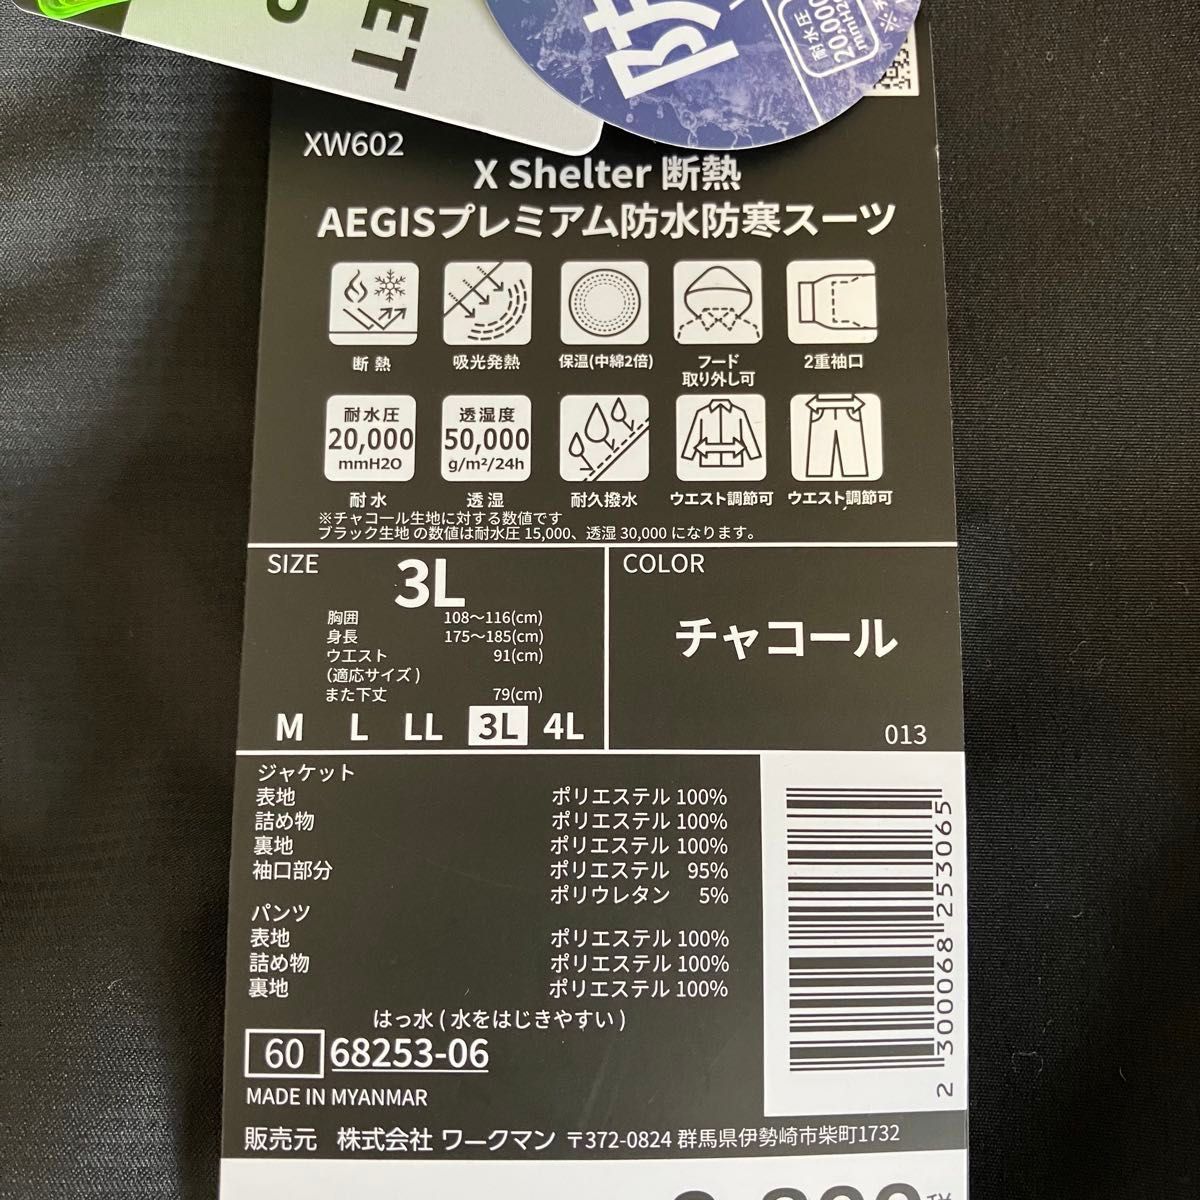 ET
防
耐水圧
20,000
mmH2O
XW602
X Shelter 断熱
AEGISプレミアム防水防寒スーツ
断熱 吸光発熱 保温(中綿2倍) フード 2重袖口
取り外し可
耐水圧 透湿度
20,000 50,000
mmH2O g/m²/24h
耐水 透湿 耐久撥水 ウエスト調節可 ウエスト調節可
※チャコール生地に対する数値です
ブラック生地 の数値は耐水圧 15,000、透湿 30,000 になります。
SIZE 3L
胸囲 108〜116(cm)
身長 175〜185(cm)
ウエスト 91(cm)
(適応サイズ)
また下丈 79(cm)
M L LL 3L 4L
COLOR
チャコール
013
ジャケット
表地 ポリエステル 100%
詰め物 ポリエステル 100%
裏地 ポリエステル 100%
袖口部分 ポリエステル 95%
ポリウレタン 5%
パンツ
表地 ポリエステル 100%
詰め物 ポリエステル 100%
裏地 ポリエステル 100%
はっ水 ( 水をはじきやすい )
60 68253-06
MADE IN MYANMAR
2 300068 253065
販売元 株式会社 ワークマン 〒372-0824 群馬県伊勢崎市柴町1732